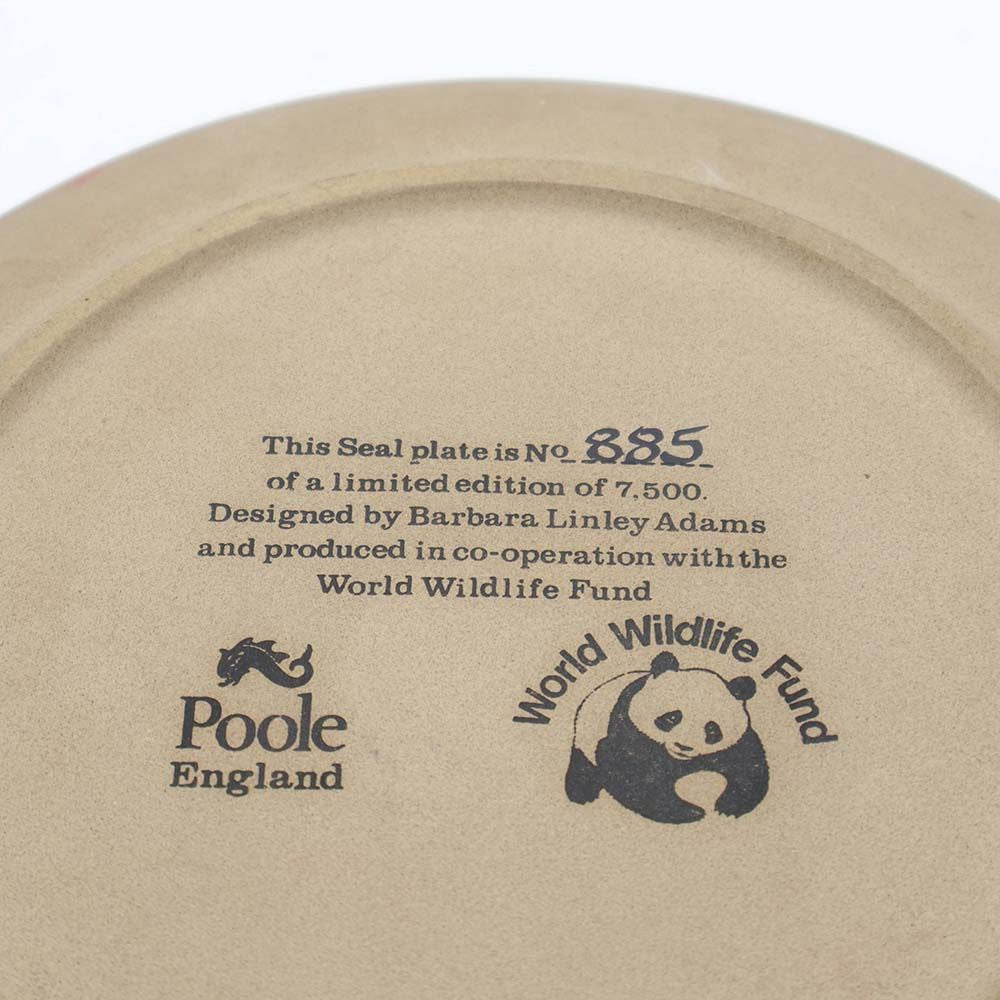 This Seal plate is No 885
of a limited edition of 7,500.
Designed by Barbara Linley Adams
and produced in co-operation with the
World Wildlife Fund
Poole
England
World Wildlife Fund